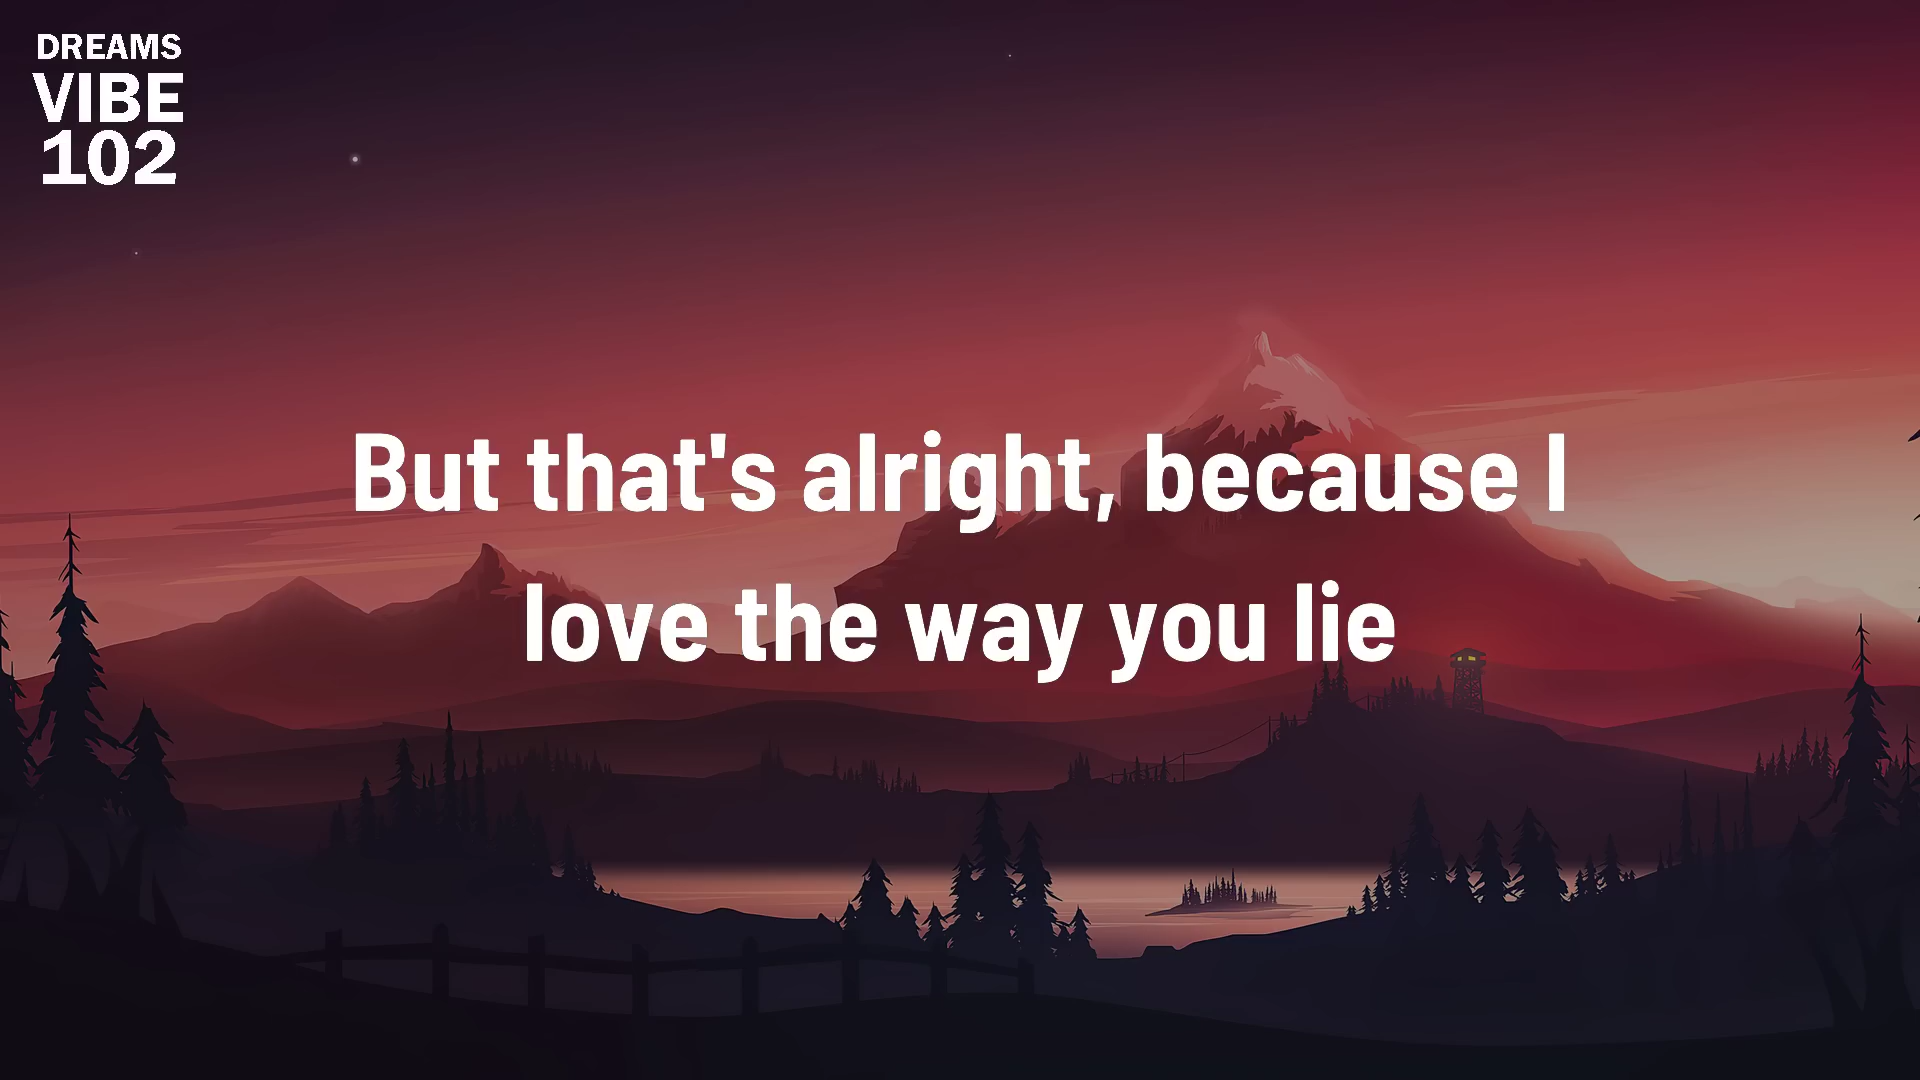 DREAMS
VIBE
102
But that's alright, because I
love the way you lie